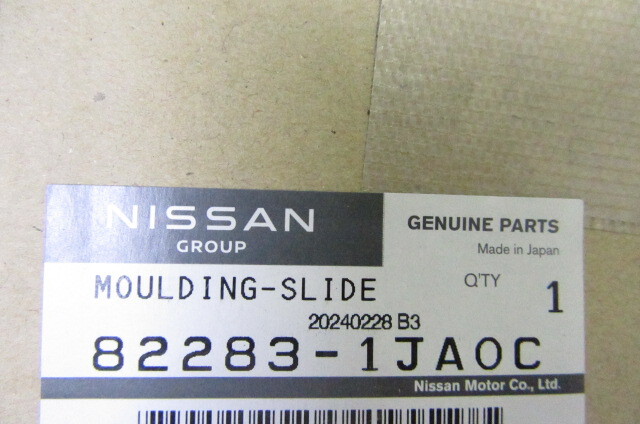 NISSAN
GROUP
GENUINE PARTS
Made in Japan
MOULDING-SLIDE
Q'TY 1
20240228 B3
82283-1JA0C
Nissan Motor Co., Ltd.